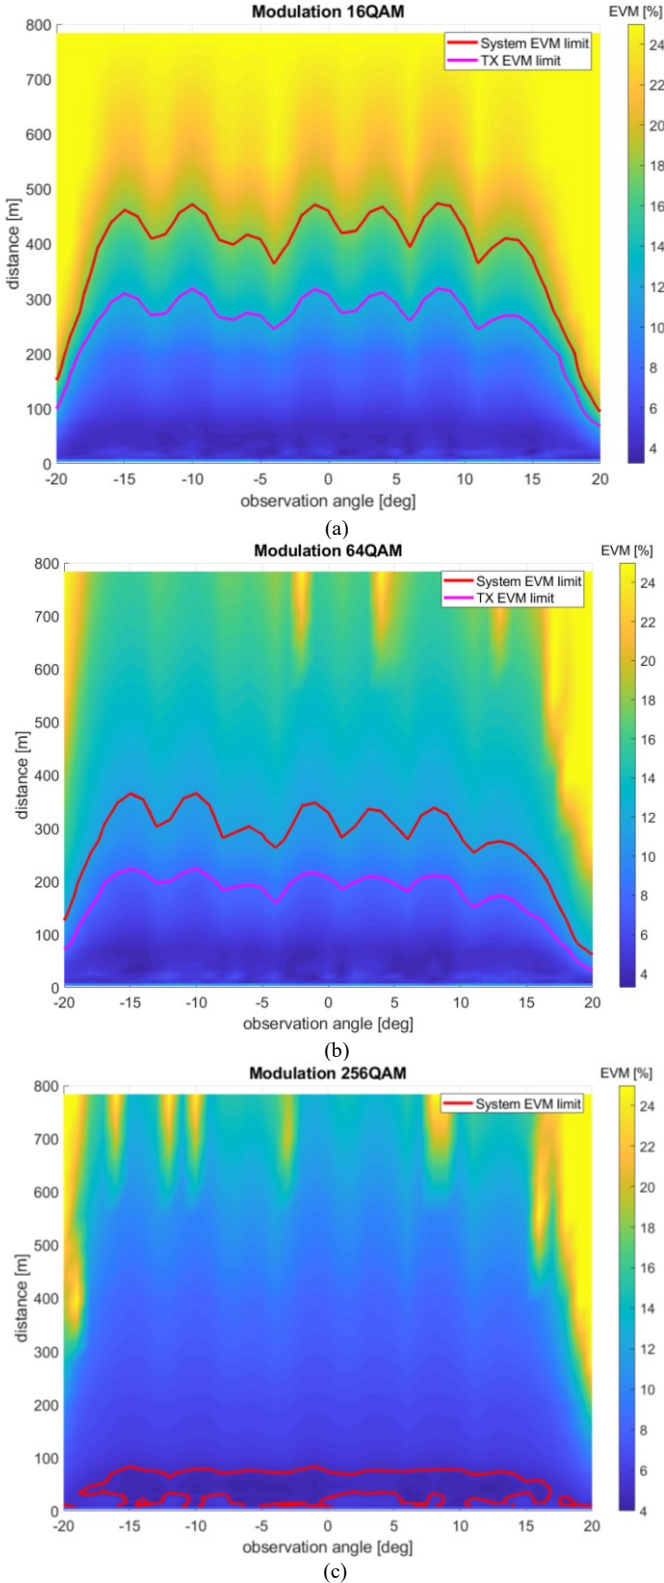 Modulation 16QAM
EVM [%]
System EVM limit
TX EVM limit
800
700
600
500
400
300
200
100
0
distance [m]
-20 -15 -10 -5 0 5 10 15 20
observation angle [deg]
24
22
20
18
16
14
12
10
8
6
4
(a)
Modulation 64QAM
EVM [%]
System EVM limit
TX EVM limit
800
700
600
500
400
300
200
100
0
distance [m]
-20 -15 -10 -5 0 5 10 15 20
observation angle [deg]
24
22
20
18
16
14
12
10
8
6
4
(b)
Modulation 256QAM
EVM [%]
System EVM limit
800
700
600
500
400
300
200
100
0
distance [m]
-20 -15 -10 -5 0 5 10 15 20
observation angle [deg]
24
22
20
18
16
14
12
10
8
6
4
(c)